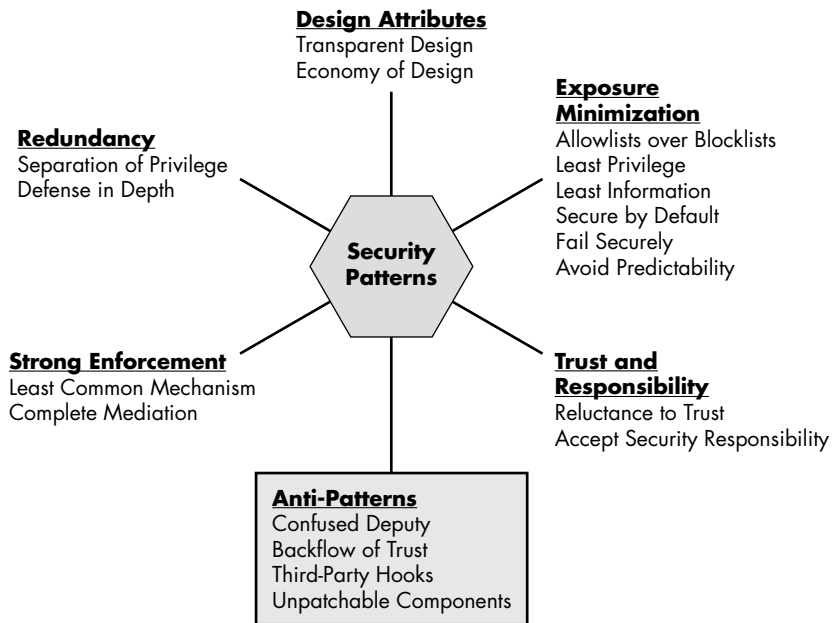 Design Attributes
Transparent Design
Economy of Design
Exposure
Minimization
Allowlists over Blocklists
Least Privilege
Least Information
Secure by Default
Fail Securely
Avoid Predictability
Redundancy
Separation of Privilege
Defense in Depth
Security
Patterns
Strong Enforcement
Least Common Mechanism
Complete Mediation
Trust and
Responsibility
Reluctance to Trust
Accept Security Responsibility
Anti-Patterns
Confused Deputy
Backflow of Trust
Third-Party Hooks
Unpatchable Components